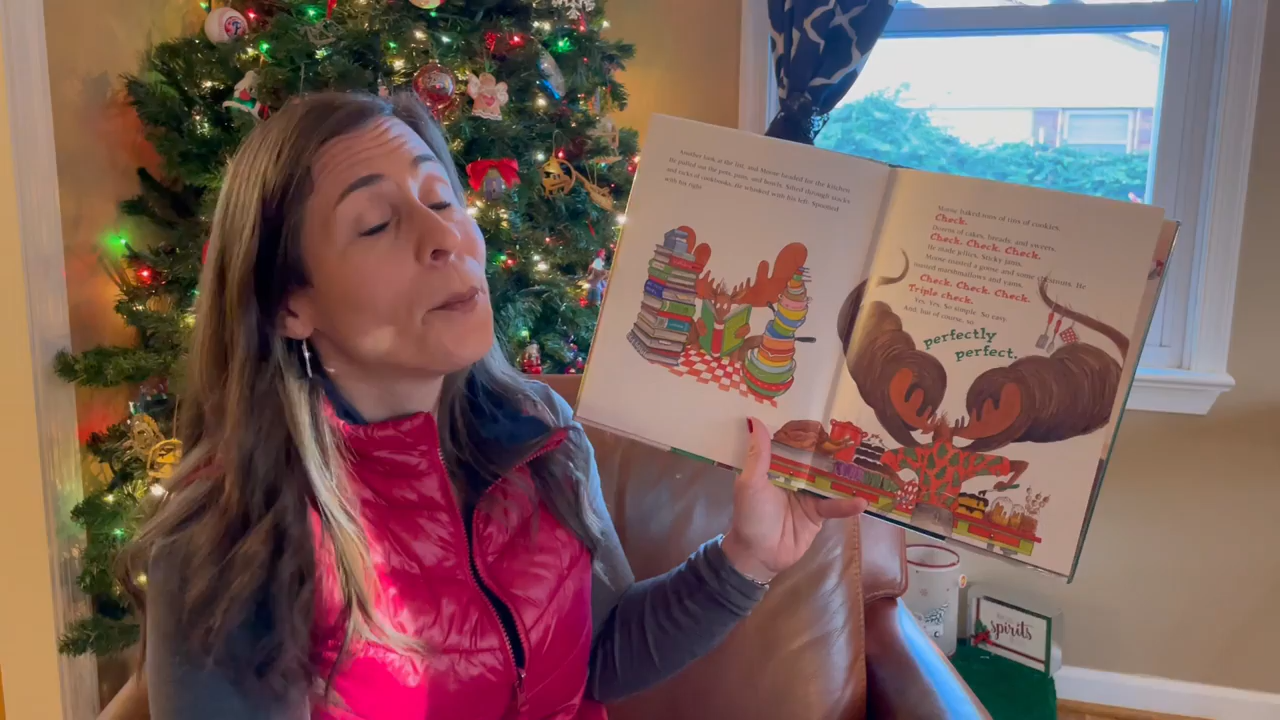 Another look at the list, and Moose headed for the kitchen.
He pulled out the pots, pans, and bowls. Sifted through stacks
and racks of cookbooks. He whisked with his left. Spooned
with his right.
Moose baked tons of tins of cookies.
Check.
Dozens of cakes, breads, and sweets.
Check. Check. Check.
He made jellies. Sticky jams.
Moose roasted a goose and some. He
toasted marshmallows and yams.
Check. Check. Check.
Triple check.
Yes. Yes. So simple. So easy.
And, but of course, so
perfectly
perfect.
spirits